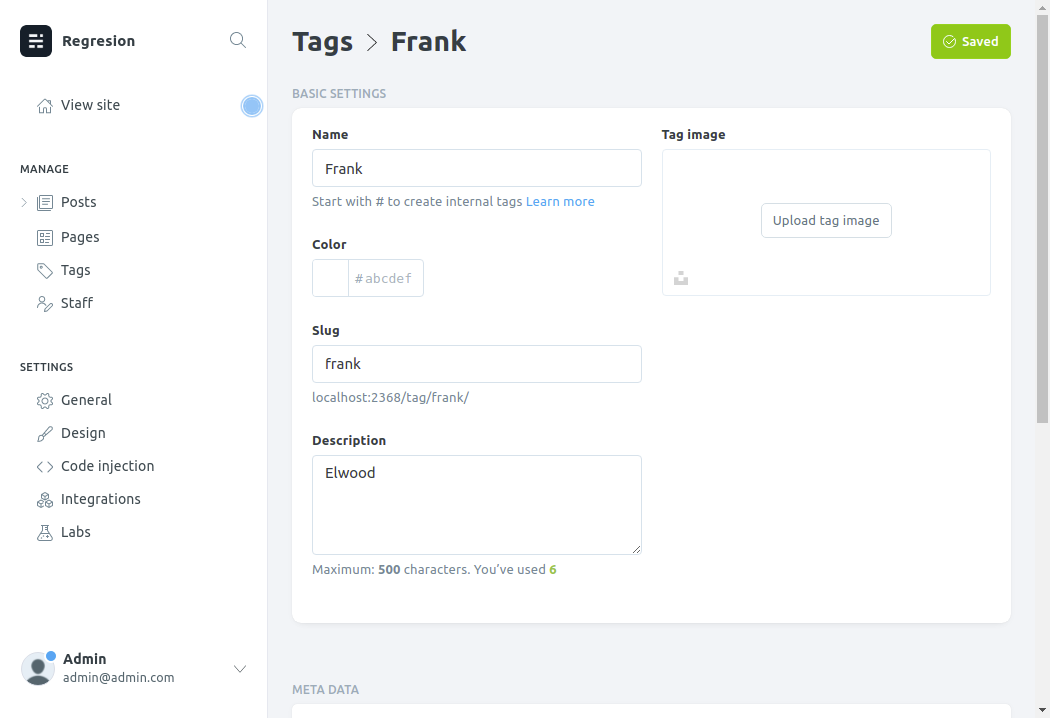 Regresion
View site
MANAGE
Posts
Pages
Tags
Staff
SETTINGS
General
Design
Code injection
Integrations
Labs
Admin
admin@admin.com
Tags > Frank
Saved
BASIC SETTINGS
Name
Frank
Start with # to create internal tags Learn more
Color
#abcdef
Slug
frank
localhost:2368/tag/frank/
Description
Elwood
Maximum: 500 characters. You've used 6
Tag image
Upload tag image
META DATA